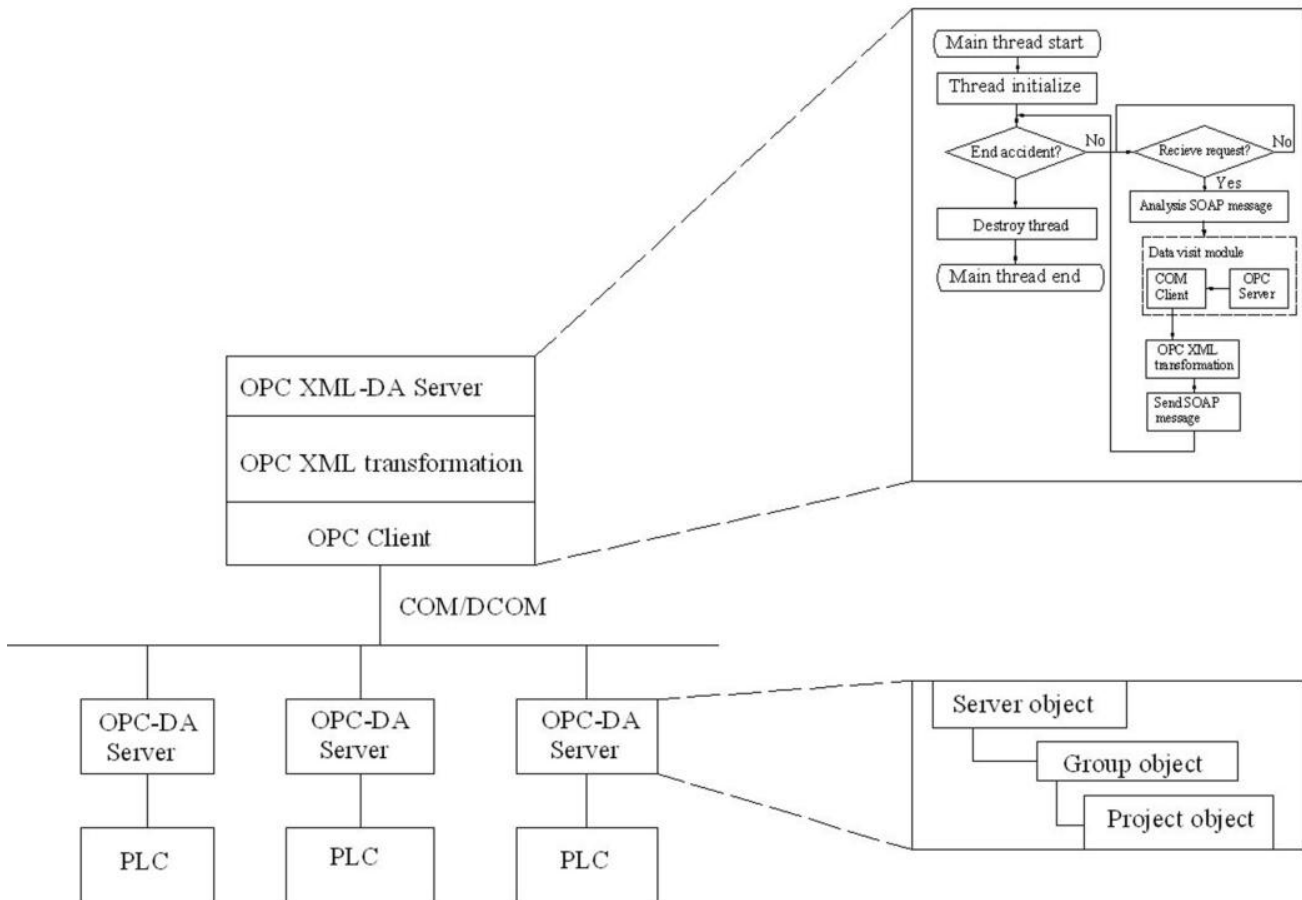 Main thread start
Thread initialize
End accident?
No
Recieve request?
No
Yes
Destroy thread
Main thread end
Analysis SOAP message
Data visit module
COM
Client
OPC
Server
OPC XML
transformation
Send SOAP
message
OPC XML-DA Server
OPC XML transformation
OPC Client
COM/DCOM
OPC-DA
Server
OPC-DA
Server
OPC-DA
Server
PLC
PLC
PLC
Server object
Group object
Project object